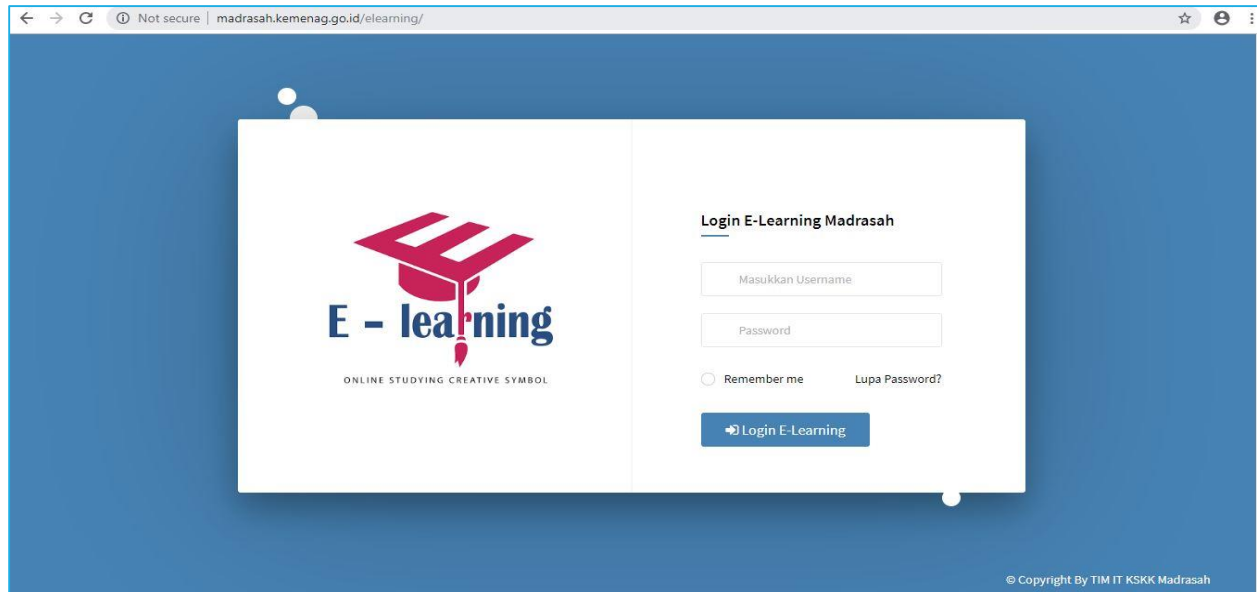 Not secure | madrasah.kemenag.go.id/elearning/
E - learning
ONLINE STUDYING CREATIVE SYMBOL
Login E-Learning Madrasah
Masukkan Username
Password
Remember me Lupa Password?
Login E-Learning
© Copyright By TIM IT KSKK Madrasah